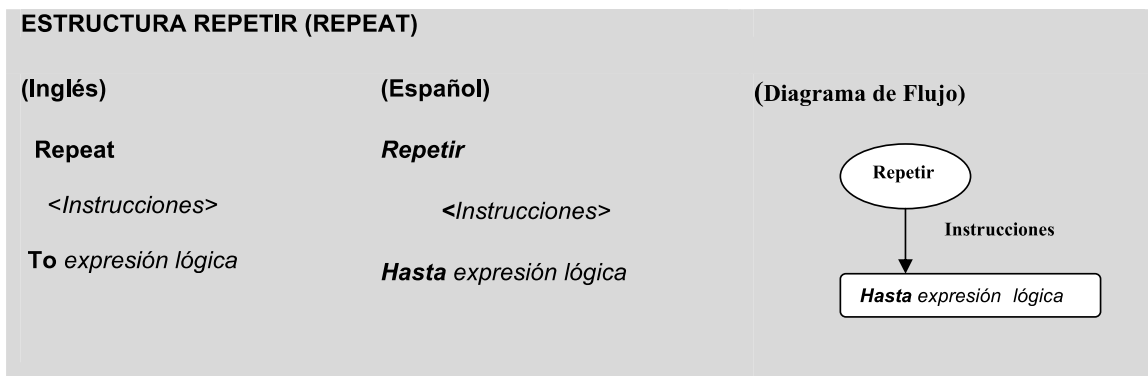 ESTRUCTURA REPETIR (REPEAT)
(Inglés)
Repeat
<Instrucciones>
To expresión lógica
(Español)
Repetir
<Instrucciones>
Hasta expresión lógica
(Diagrama de Flujo)
Repetir
Instrucciones
Hasta expresión lógica